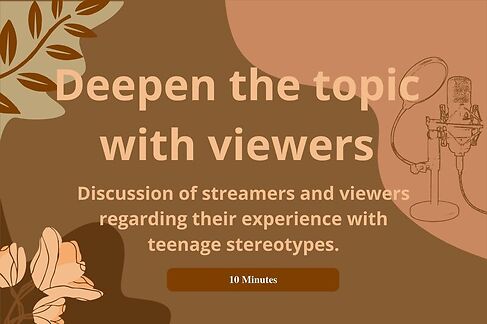 Deepen the topic
with viewers
Discussion of streamers and viewers
regarding their experience with
teenage stereotypes.
10 Minutes